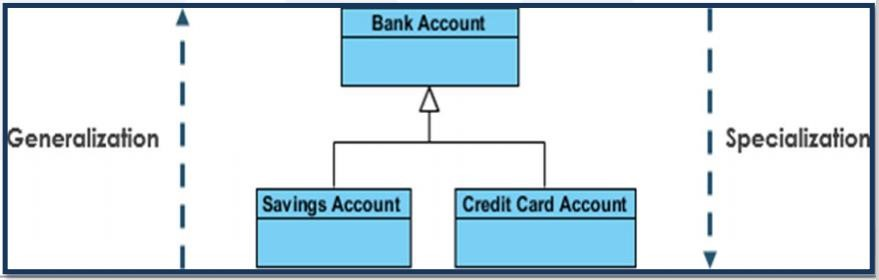 Bank Account
Generalization
Specialization
Savings Account
Credit Card Account